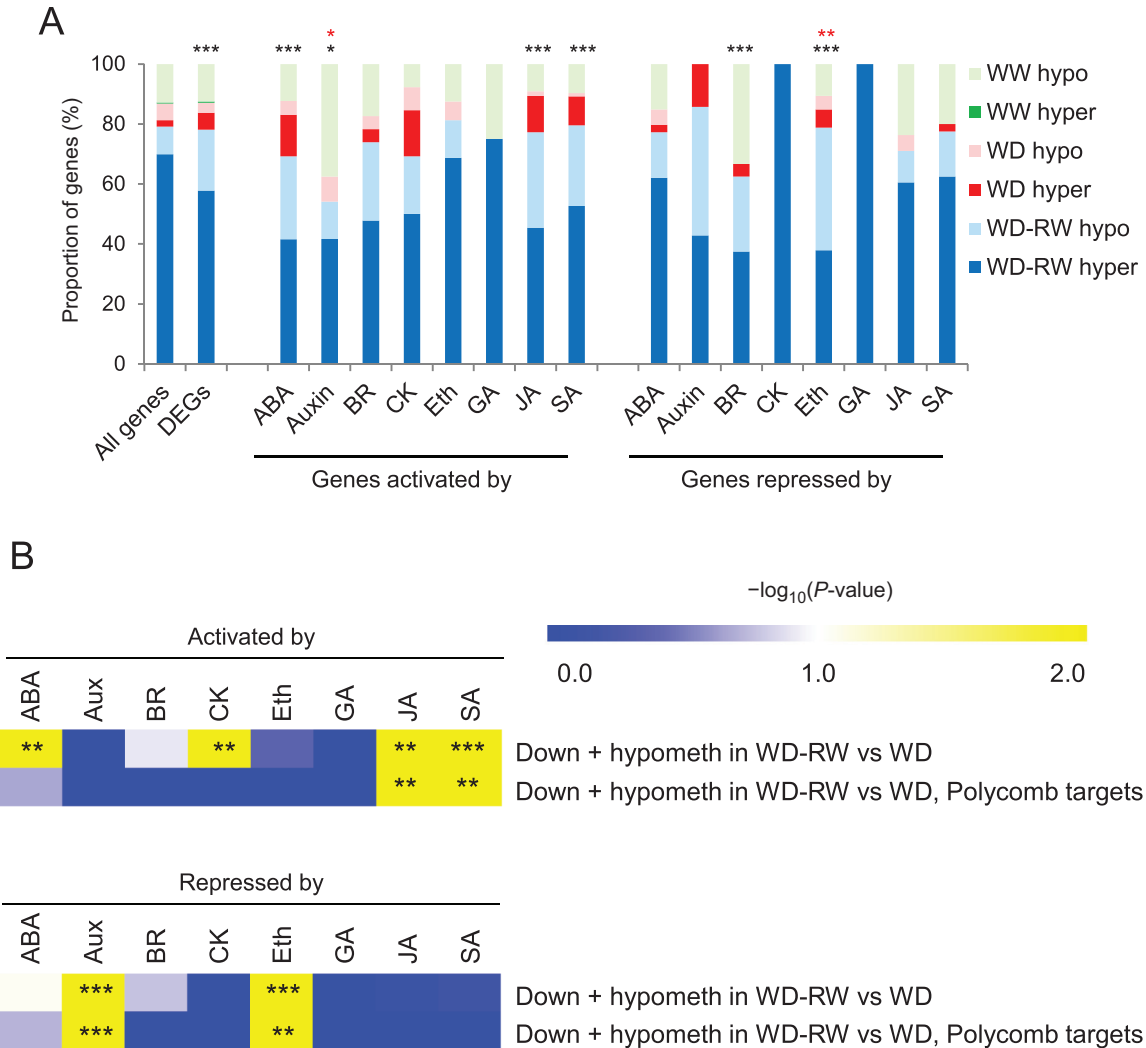 A
* **
*** *** * *** *** *** ***
100
80
60
40
20
0
Proportion of genes (%)
WW hypo
WW hyper
WD hypo
WD hyper
WD-RW hypo
WD-RW hyper
All genes DEGs ABA Auxin BR CK Eth GA JA SA ABA Auxin BR CK Eth GA JA SA
Genes activated by Genes repressed by
B
−log10(P-value)
0.0 1.0 2.0
Activated by
ABA Aux BR CK Eth GA JA SA
** ** ** *** Down + hypometh in WD-RW vs WD
** ** Down + hypometh in WD-RW vs WD, Polycomb targets
Repressed by
ABA Aux BR CK Eth GA JA SA
*** *** Down + hypometh in WD-RW vs WD
*** ** Down + hypometh in WD-RW vs WD, Polycomb targets